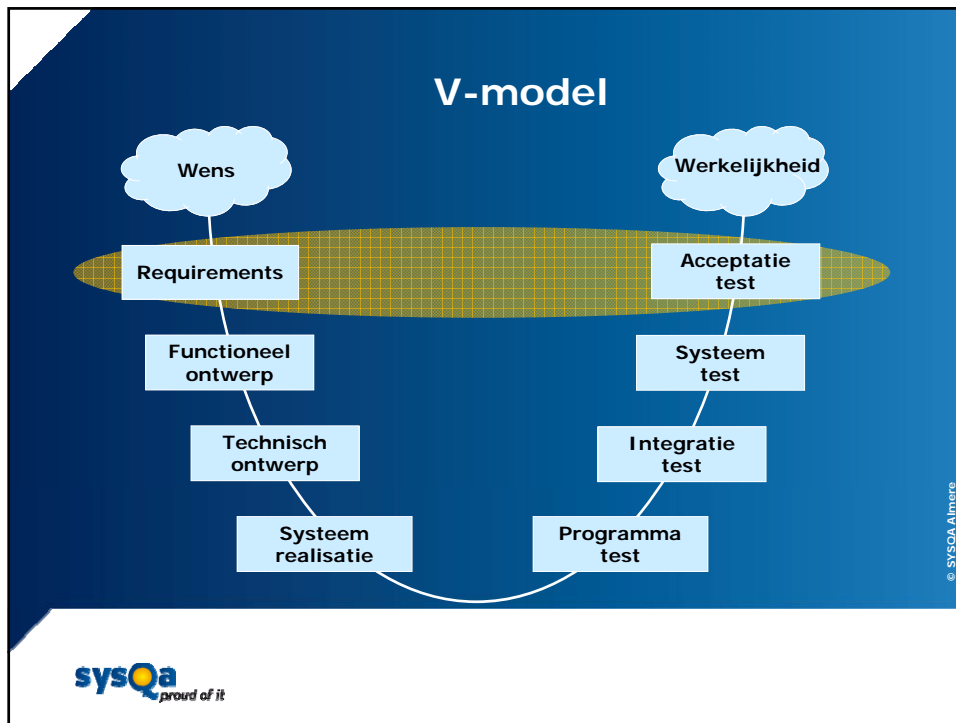 V-model
Wens
Werkelijkheid
Requirements
Acceptatie
test
Functioneel
ontwerp
Systeem
test
Technisch
ontwerp
Integratie
test
Systeem
realisatie
Programma
test
© SYSQA Almere
sysQa
proud of it